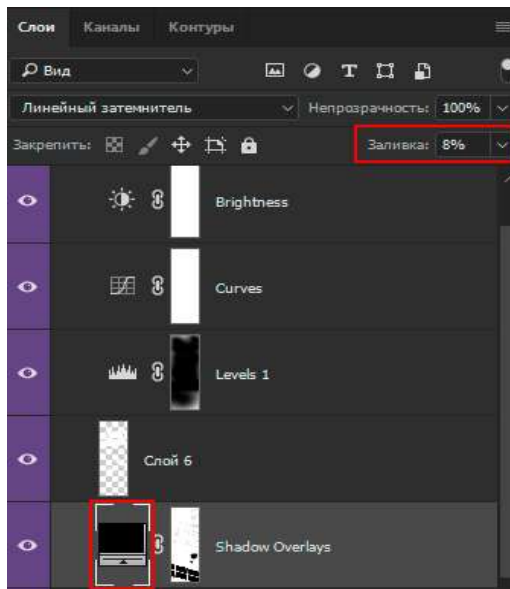 Слои Каналы Контуры
Вид
Линейный затемнитель Непрозрачность: 100%
Закрепить: Заливка: 8%
Brightness
Curves
Levels 1
Слой 6
Shadow Overlays